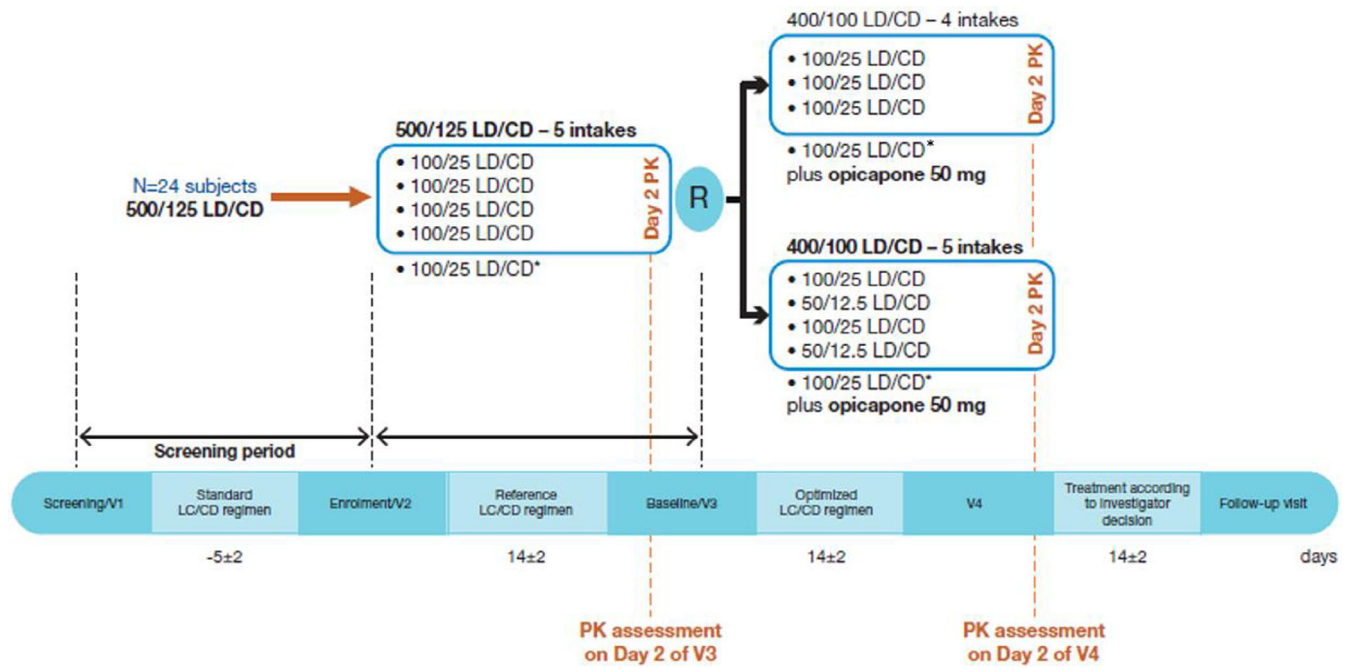 400/100 LD/CD – 4 intakes
• 100/25 LD/CD
• 100/25 LD/CD
• 100/25 LD/CD
Day 2 PK
• 100/25 LD/CD*
plus opicapone 50 mg
500/125 LD/CD – 5 intakes
• 100/25 LD/CD
• 100/25 LD/CD
• 100/25 LD/CD
• 100/25 LD/CD
Day 2 PK
• 100/25 LD/CD*
N=24 subjects
500/125 LD/CD
R
400/100 LD/CD – 5 intakes
• 100/25 LD/CD
• 50/12.5 LD/CD
• 100/25 LD/CD
• 50/12.5 LD/CD
Day 2 PK
• 100/25 LD/CD*
plus opicapone 50 mg
Screening period
Screening/V1
Standard
LC/CD regimen
Enrolment/V2
Reference
LC/CD regimen
Baseline/V3
Optimized
LC/CD regimen
V4
Treatment according
to investigator
decision
Follow-up visit
-5±2
14±2
14±2
14±2
days
PK assessment
on Day 2 of V3
PK assessment
on Day 2 of V4